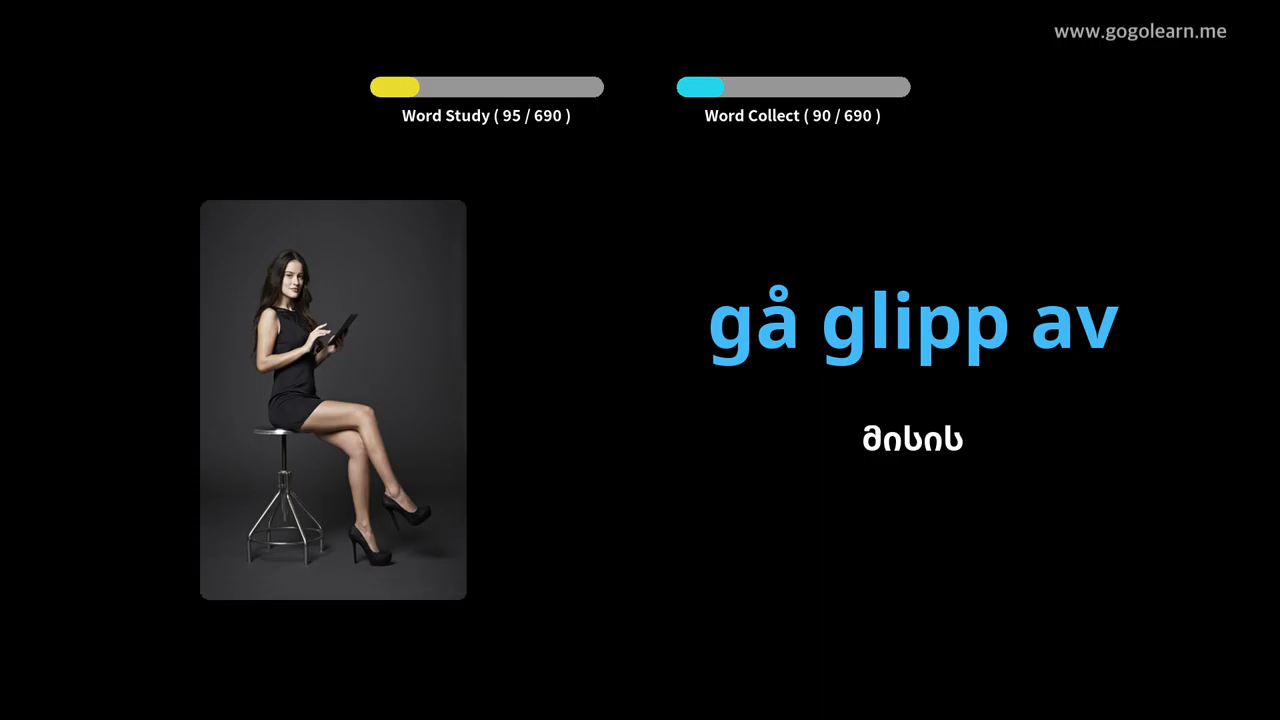 www.gogolearn.me
Word Study ( 95 / 690 )
Word Collect ( 90 / 690 )
gå glipp av
მისის